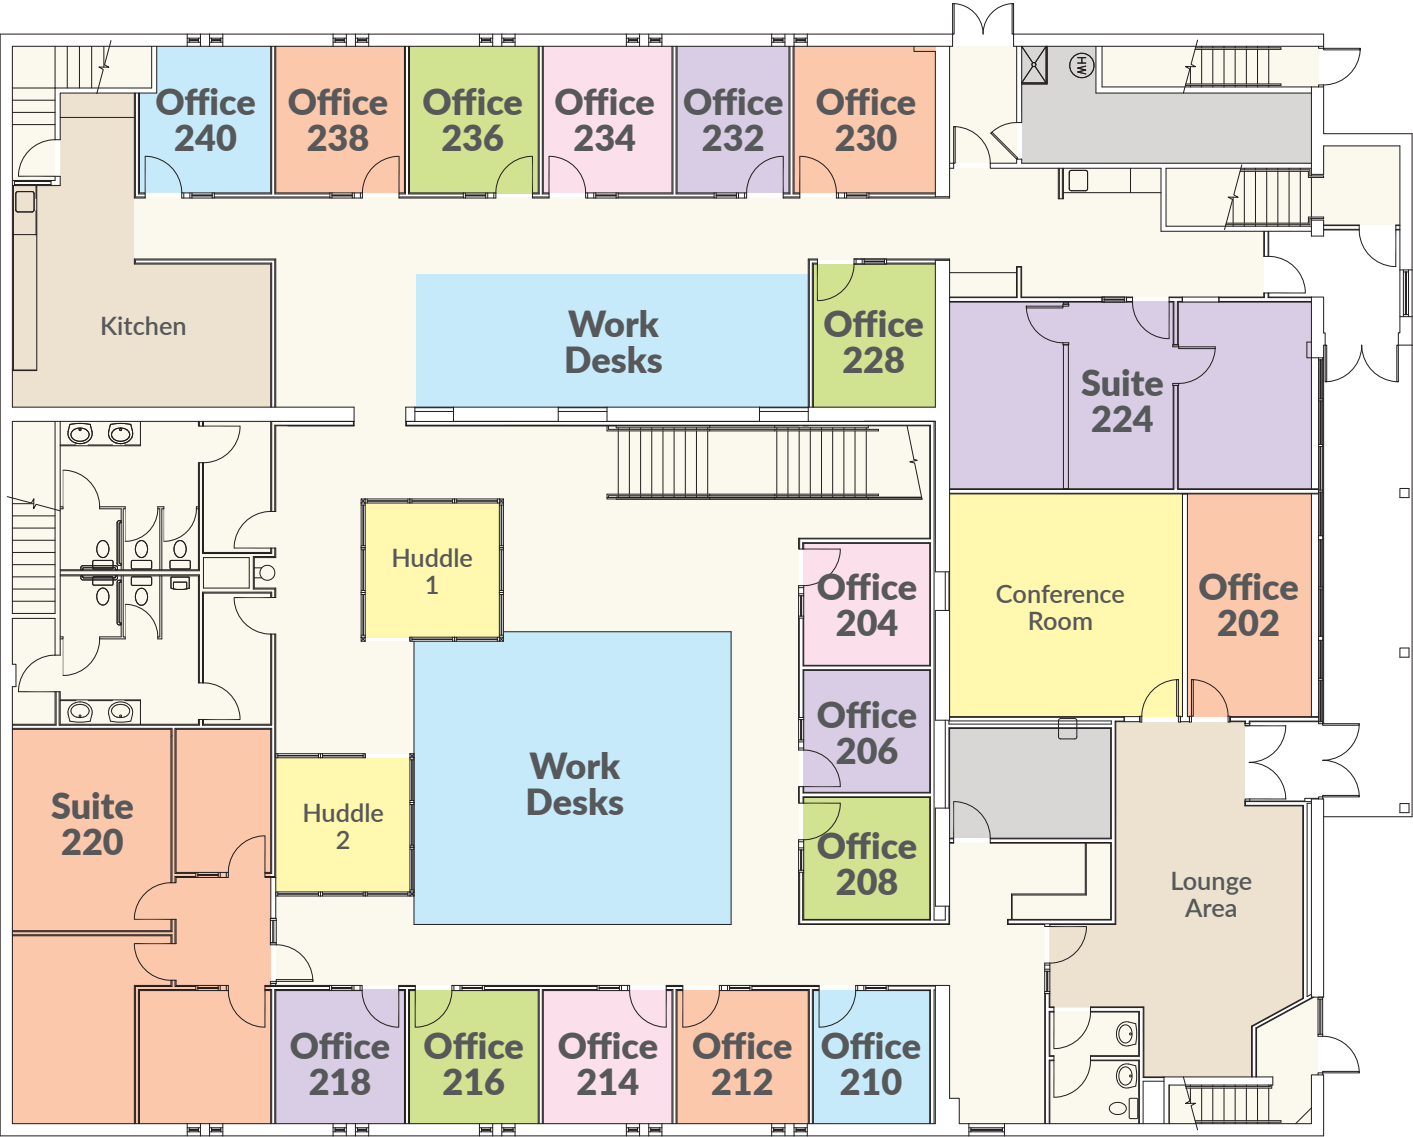 Office
240
Office
238
Office
236
Office
234
Office
232
Office
230
HW
Kitchen
Work
Desks
Office
228
Suite
224
Huddle
1
Office
204
Conference
Room
Office
202
Office
206
Work
Desks
Suite
220
Huddle
2
Office
208
Lounge
Area
Office
218
Office
216
Office
214
Office
212
Office
210